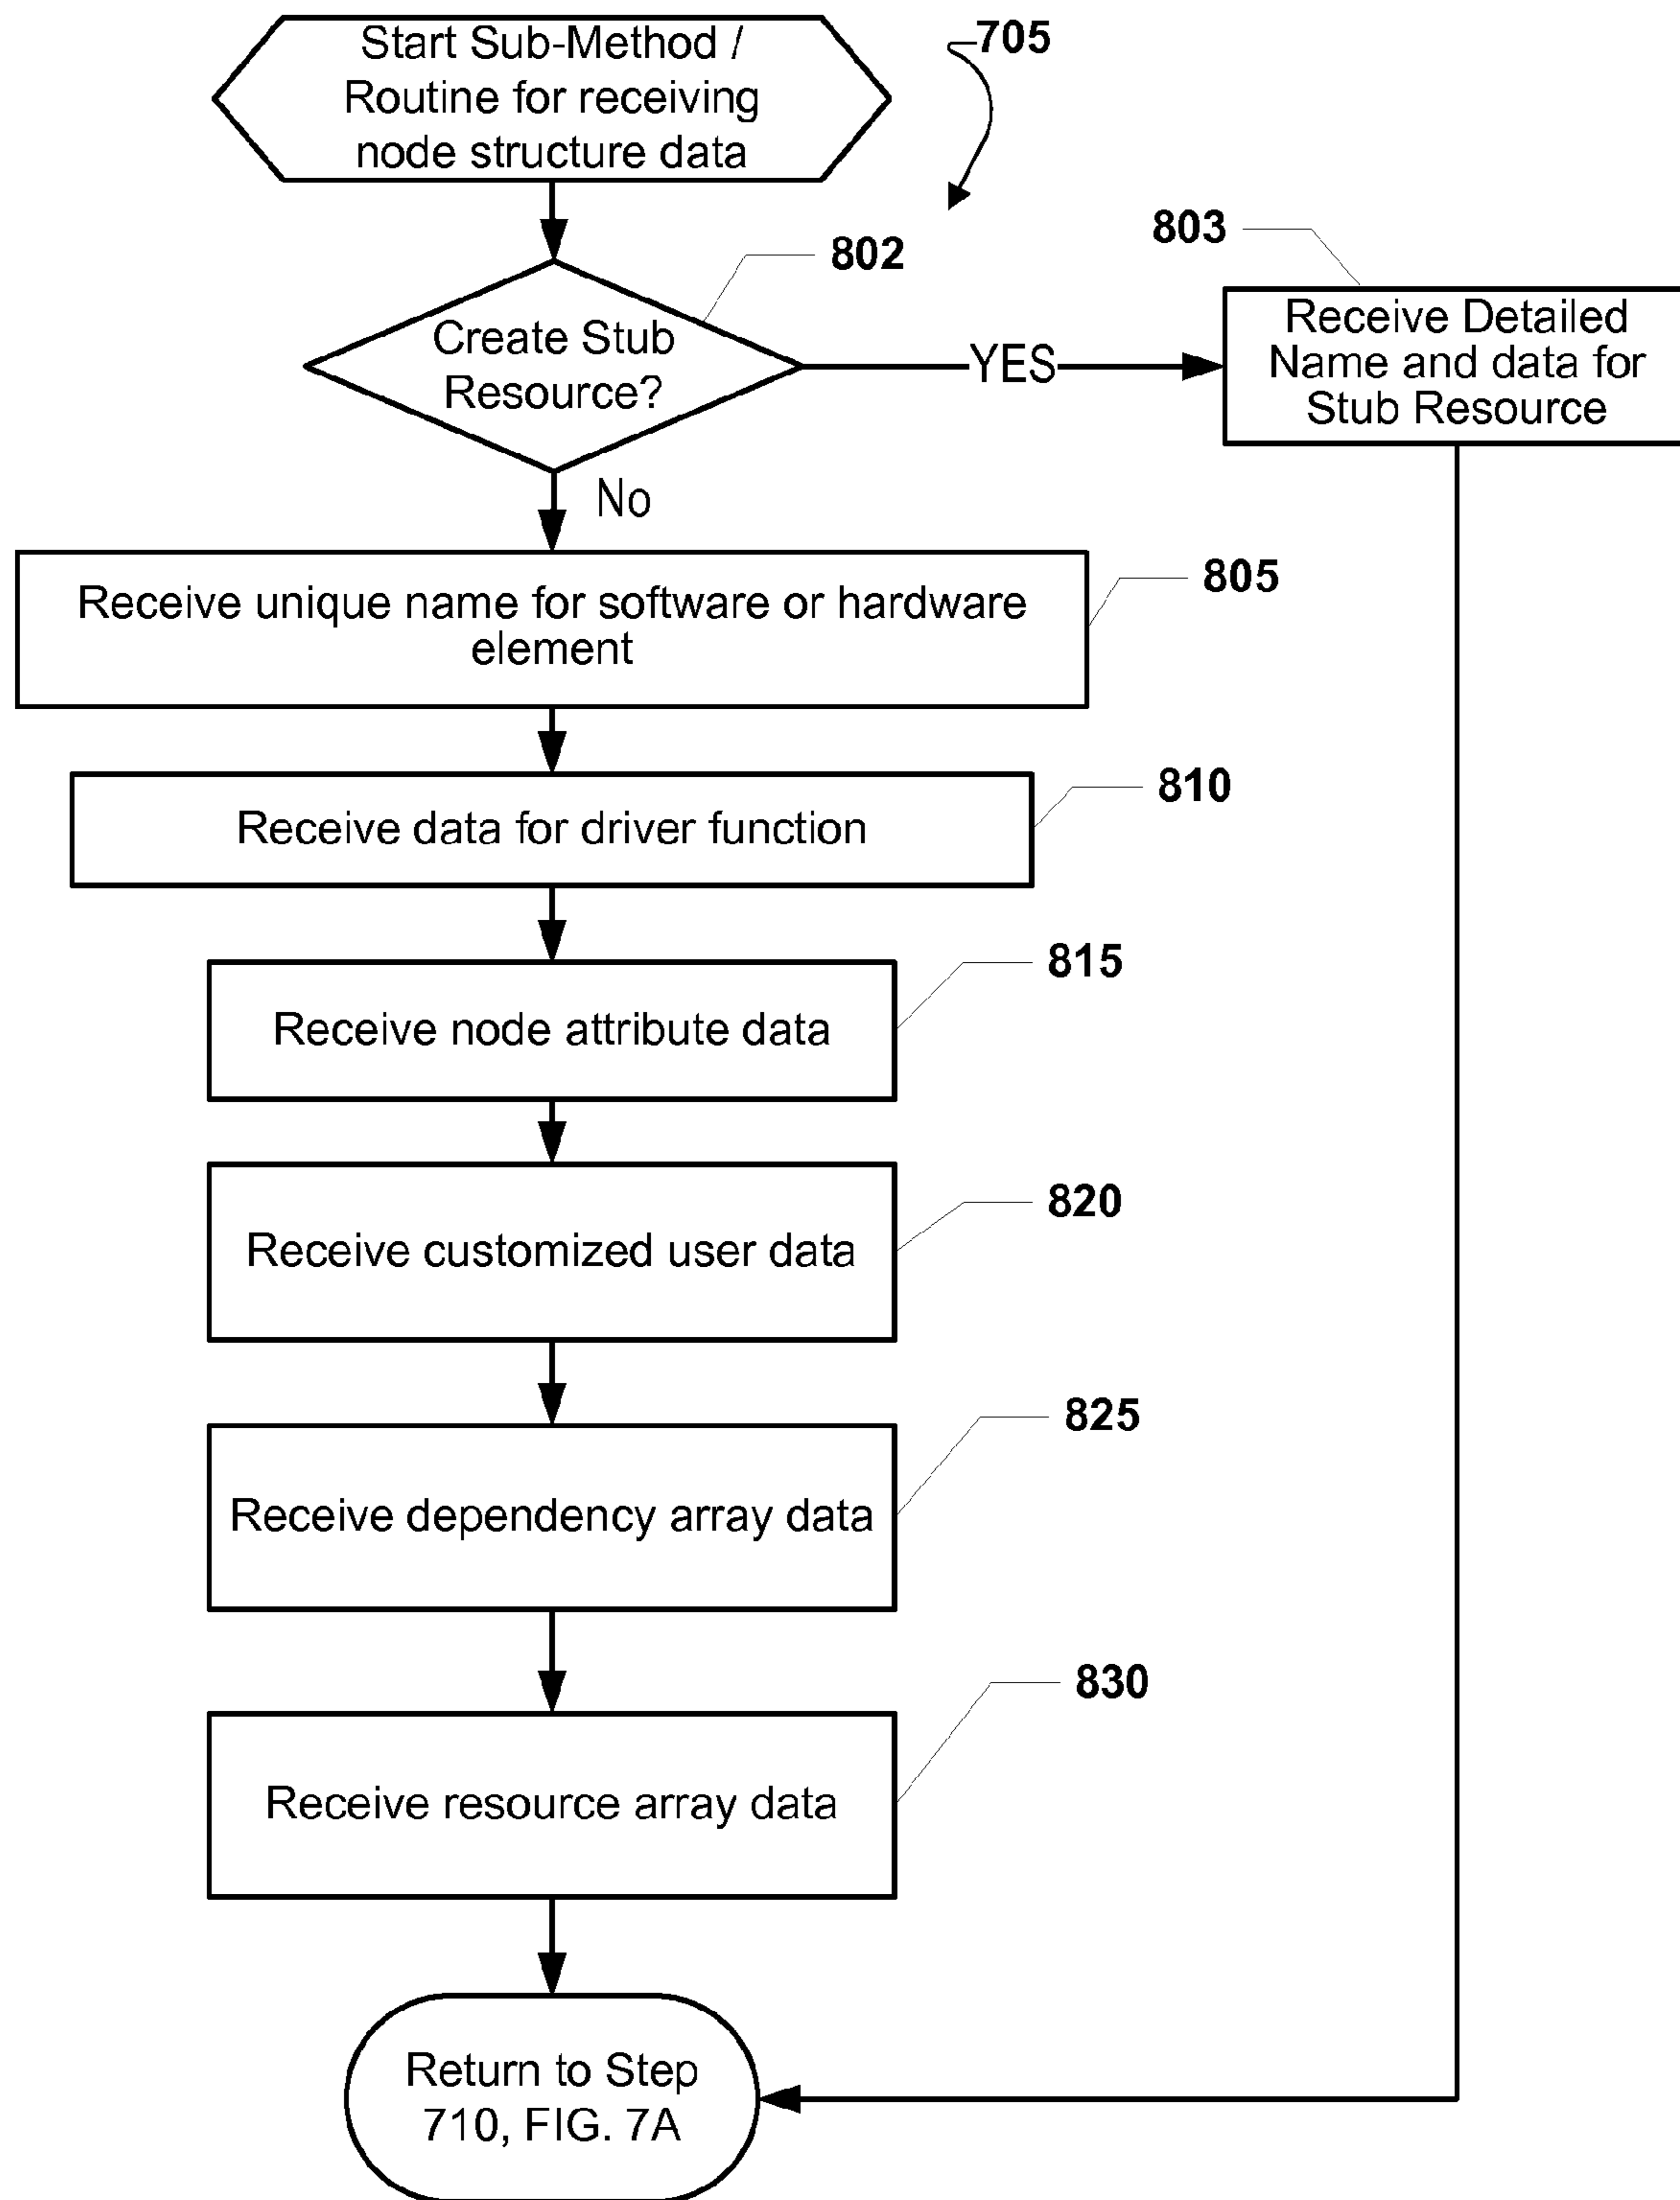 Start Sub-Method /
Routine for receiving
node structure data
705
802
803
Create Stub
Resource?
YES
Receive Detailed
Name and data for
Stub Resource
No
805
Receive unique name for software or hardware
element
810
Receive data for driver function
815
Receive node attribute data
820
Receive customized user data
825
Receive dependency array data
830
Receive resource array data
Return to Step
710, FIG. 7A